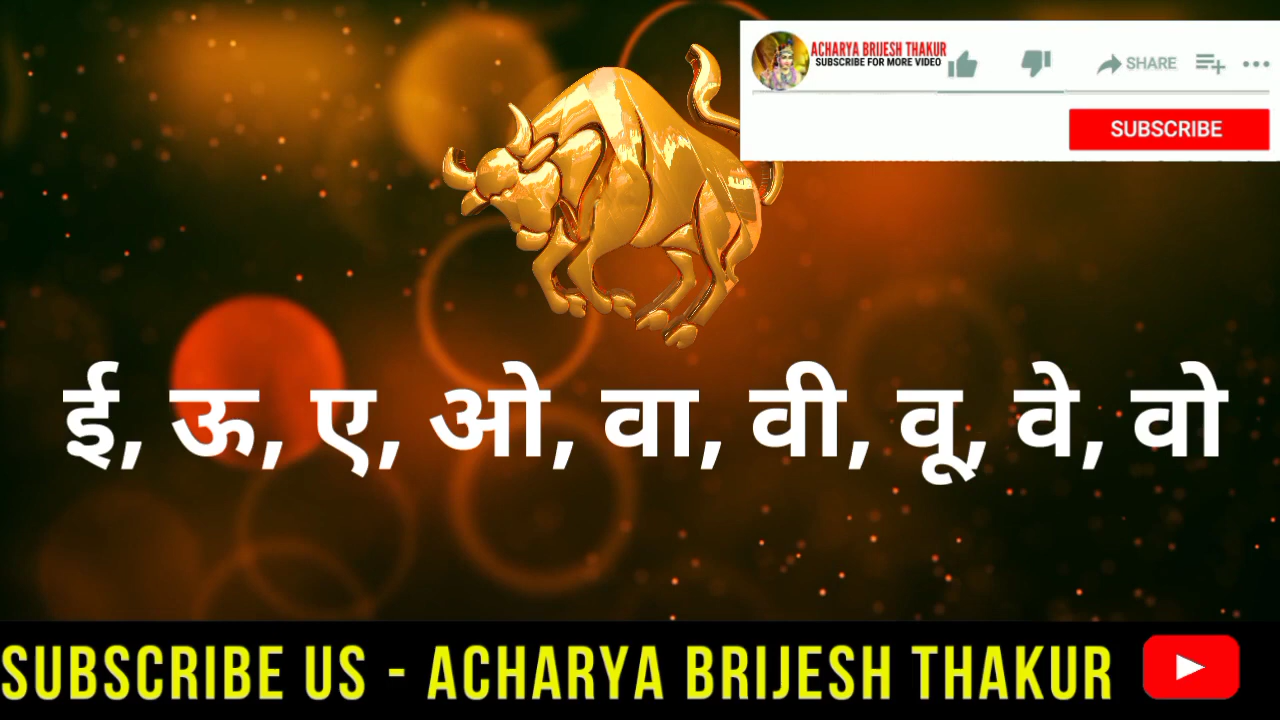 ACHARYA BRIJESH THAKUR
SUBSCRIBE FOR MORE VIDEO
SHARE
SUBSCRIBE
ई, ऊ, ए, ओ, वा, वी, वू, वे, वो
SUBSCRIBE US - ACHARYA BRIJESH THAKUR